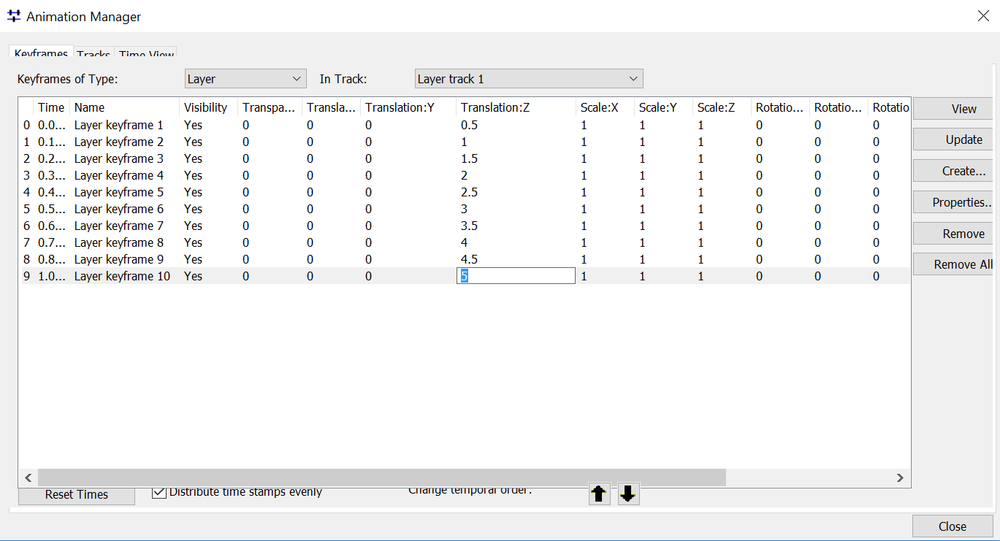 Animation Manager
Keyframes Tracks Time View
Keyframes of Type: Layer In Track: Layer track 1
Time Name Visibility Transpa... Transla... Translation:Y Translation:Z Scale:X Scale:Y Scale:Z Rotatio... Rotatio... Rotatio
0 0.0... Layer keyframe 1 Yes 0 0 0 0.5 1 1 1 0 0 0
1 0.1... Layer keyframe 2 Yes 0 0 0 1 1 1 1 0 0 0
2 0.2... Layer keyframe 3 Yes 0 0 0 1.5 1 1 1 0 0 0
3 0.3... Layer keyframe 4 Yes 0 0 0 2 1 1 1 0 0 0
4 0.4... Layer keyframe 5 Yes 0 0 0 2.5 1 1 1 0 0 0
5 0.5... Layer keyframe 6 Yes 0 0 0 3 1 1 1 0 0 0
6 0.6... Layer keyframe 7 Yes 0 0 0 3.5 1 1 1 0 0 0
7 0.7... Layer keyframe 8 Yes 0 0 0 4 1 1 1 0 0 0
8 0.8... Layer keyframe 9 Yes 0 0 0 4.5 1 1 1 0 0 0
9 1.0... Layer keyframe 10 Yes 0 0 0 5 1 1 1 0 0 0
View
Update
Create...
Properties..
Remove
Remove All
Reset Times Distribute time stamps evenly Change temporal order:
Close